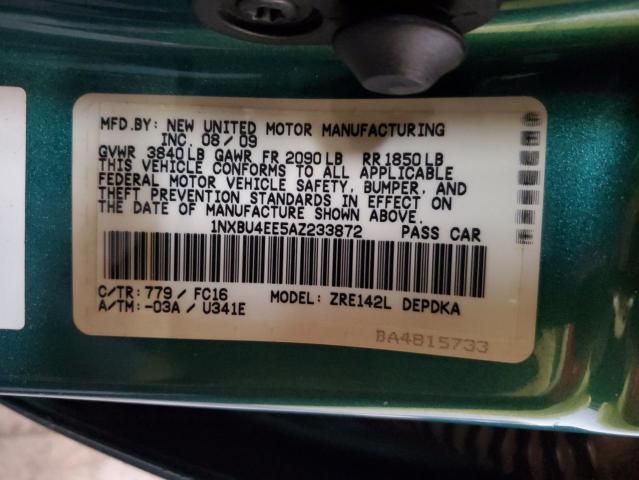 MFD.BY: NEW UNITED MOTOR MANUFACTURING
INC. 08/09
GVWR 3840LB GAWR FR 2090LB RR1850LB
THIS VEHICLE CONFORMS TO ALL APPLICABLE
FEDERAL MOTOR VEHICLE SAFETY, BUMPER, AND
THEFT PREVENTION STANDARDS IN EFFECT ON
THE DATE OF MANUFACTURE SHOWN ABOVE.
1NXBU4EE5AZ233872 PASS CAR
C/TR: 779 / FC16 MODEL: ZRE142L DEPDKA
A/TM: -03A / U341E
BA4815733